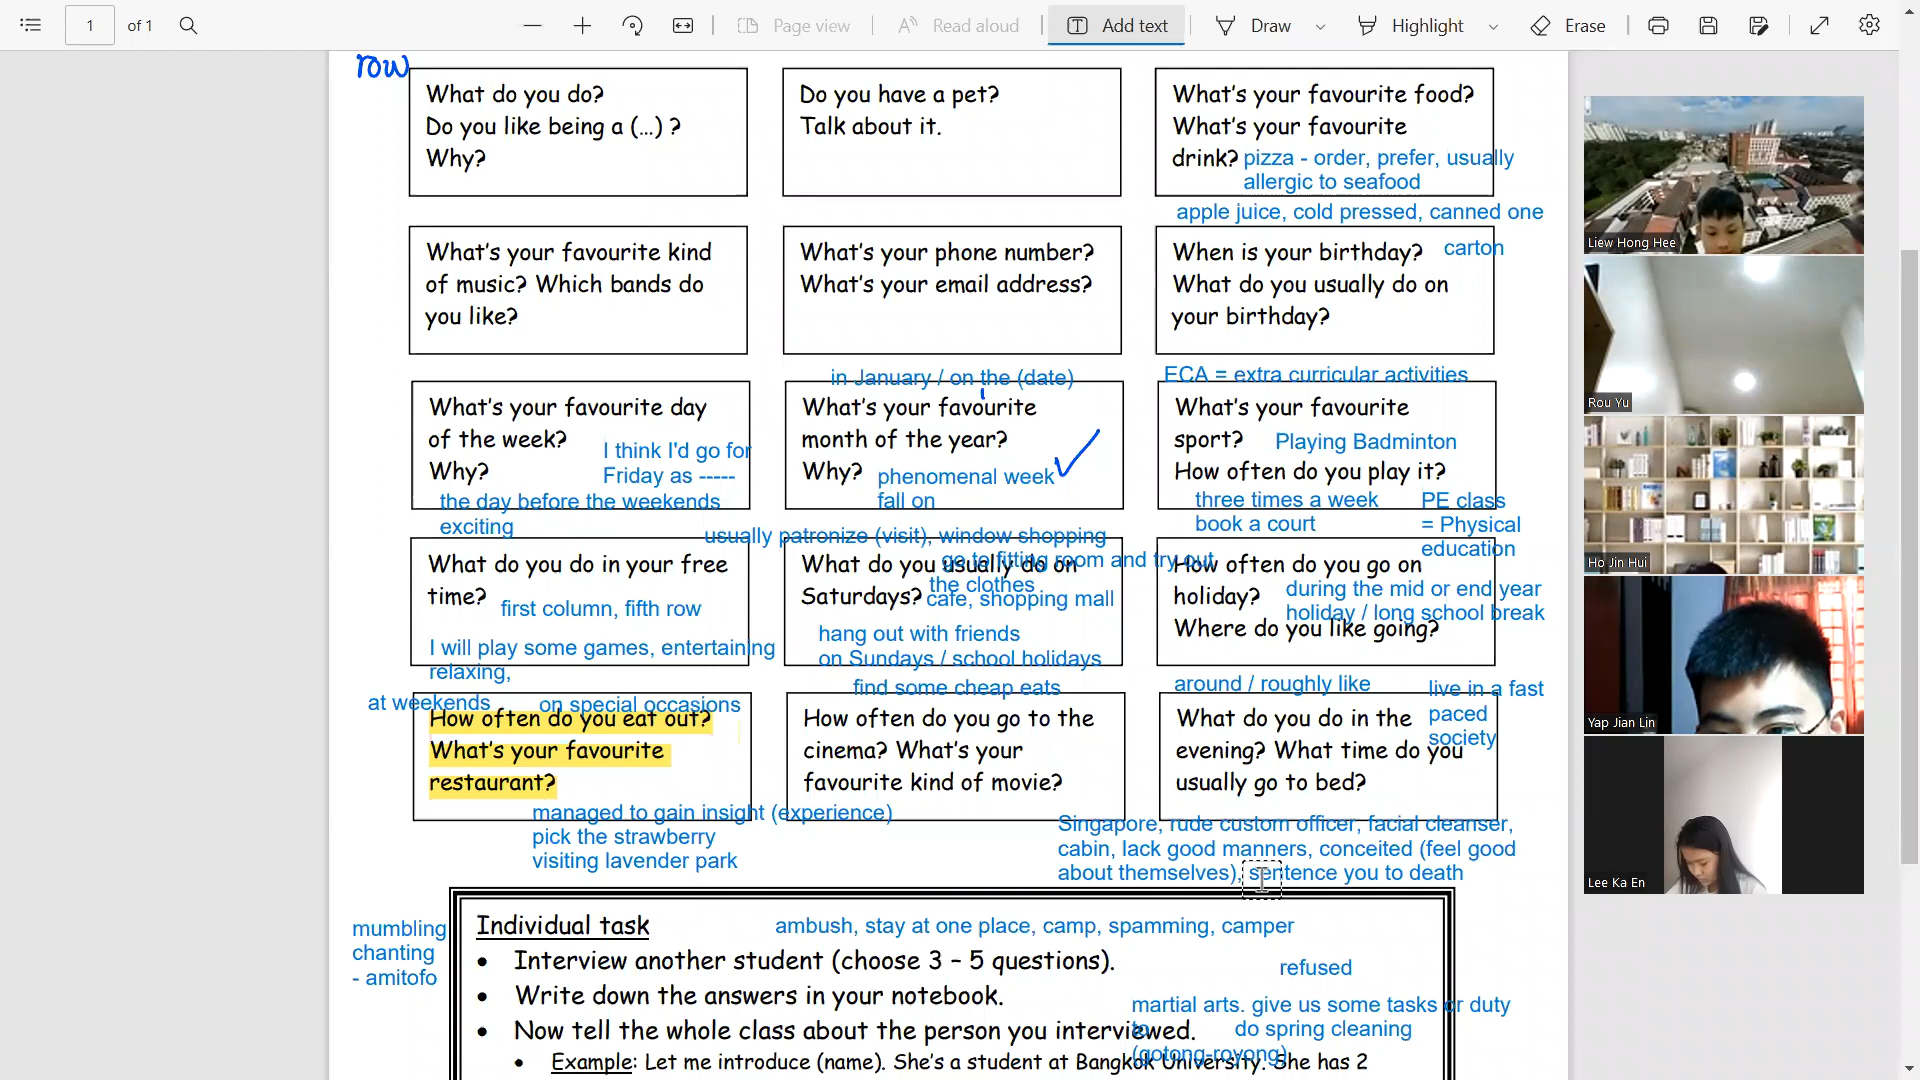 1
of 1
Page view
Read aloud
Add text
Draw
Highlight
Erase
row
What do you do?
Do you like being a (...) ?
Why?
Do you have a pet?
Talk about it.
What's your favourite food?
What's your favourite
drink?
pizza - order, prefer, usually
allergic to seafood
apple juice, cold pressed, canned one
carton
What's your favourite kind
of music? Which bands do
you like?
What's your phone number?
What's your email address?
When is your birthday?
What do you usually do on
your birthday?
in January / on the (date)
ECA = extra curricular activities
What's your favourite day
of the week?
Why?
I think I'd go for
Friday as -----
the day before the weekends
exciting
What's your favourite
month of the year?
Why?
phenomenal week
fall on
What's your favourite
sport?
Playing Badminton
How often do you play it?
three times a week
book a court
PE class
= Physical
education
usually patronize (visit), window shopping
go to fitting room and try out
the clothes
cafe, shopping mall
What do you do in your free
time?
first column, fifth row
I will play some games, entertaining
relaxing,
What do you usually do on
Saturdays?
hang out with friends
on Sundays / school holidays
find some cheap eats
How often do you go on
holiday?
Where do you like going?
during the mid or end year
holiday / long school break
at weekends
on special occasions
How often do you eat out?
What's your favourite
restaurant?
How often do you go to the
cinema? What's your
favourite kind of movie?
around / roughly like
live in a fast
paced
society
What do you do in the
evening? What time do you
usually go to bed?
managed to gain insight (experience)
pick the strawberry
visiting lavender park
Singapore, rude custom officer, facial cleanser,
cabin, lack good manners, conceited (feel good
about themselves), sentence you to death
mumbling
chanting
- amitofo
Individual task
ambush, stay at one place, camp, spamming, camper
• Interview another student (choose 3 – 5 questions).
refused
• Write down the answers in your notebook.
martial arts. give us some tasks or duty
to
do spring cleaning
(gotong-royong)
• Now tell the whole class about the person you interviewed.
• Example: Let me introduce (name). She's a student at Bangkok University. She has 2
Liew Hong Hee
Rou Yu
Ho Jin Hui
Yap Jian Lin
Lee Ka En